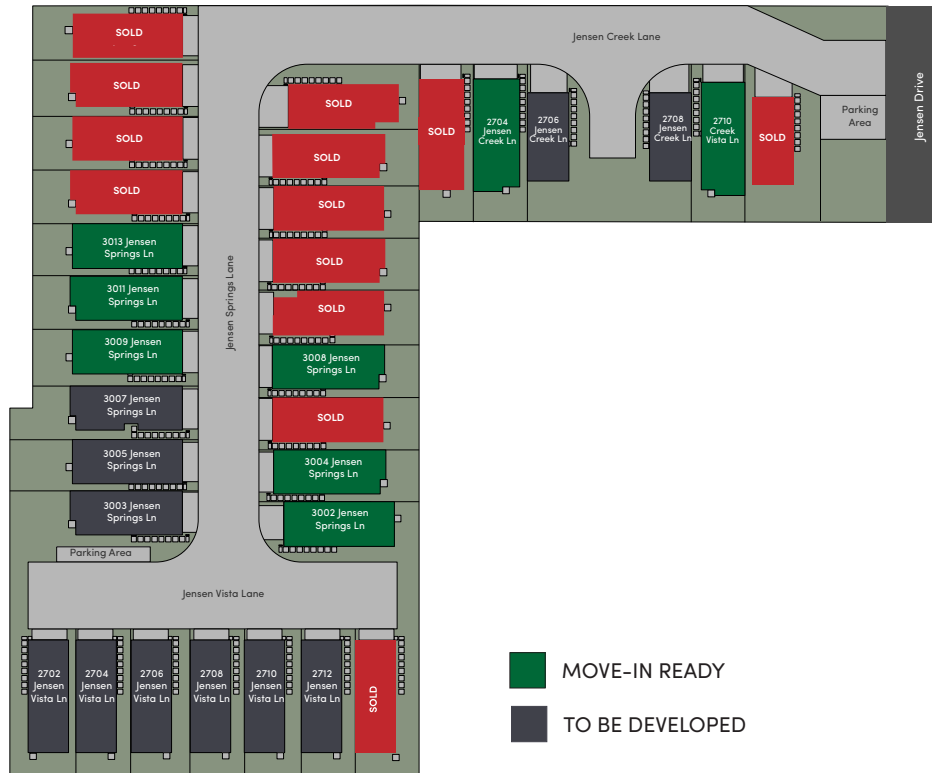 Jensen Creek Lane
Jensen Drive
Parking
Area
SOLD
2704
Jensen
Creek Ln
2706
Jensen
Creek Ln
2708
Jensen
Creek Ln
2710
Creek
Vista Ln
SOLD
SOLD
SOLD
SOLD
SOLD
3013 Jensen
Springs Ln
3011 Jensen
Springs Ln
3009 Jensen
Springs Ln
3007 Jensen
Springs Ln
3005 Jensen
Springs Ln
3003 Jensen
Springs Ln
Jensen Springs Lane
SOLD
SOLD
SOLD
SOLD
SOLD
3008 Jensen
Springs Ln
SOLD
3004 Jensen
Springs Ln
3002 Jensen
Springs Ln
Parking Area
Jensen Vista Lane
2702
Jensen
Vista Ln
2704
Jensen
Vista Ln
2706
Jensen
Vista Ln
2708
Jensen
Vista Ln
2710
Jensen
Vista Ln
2712
Jensen
Vista Ln
SOLD
MOVE-IN READY
TO BE DEVELOPED